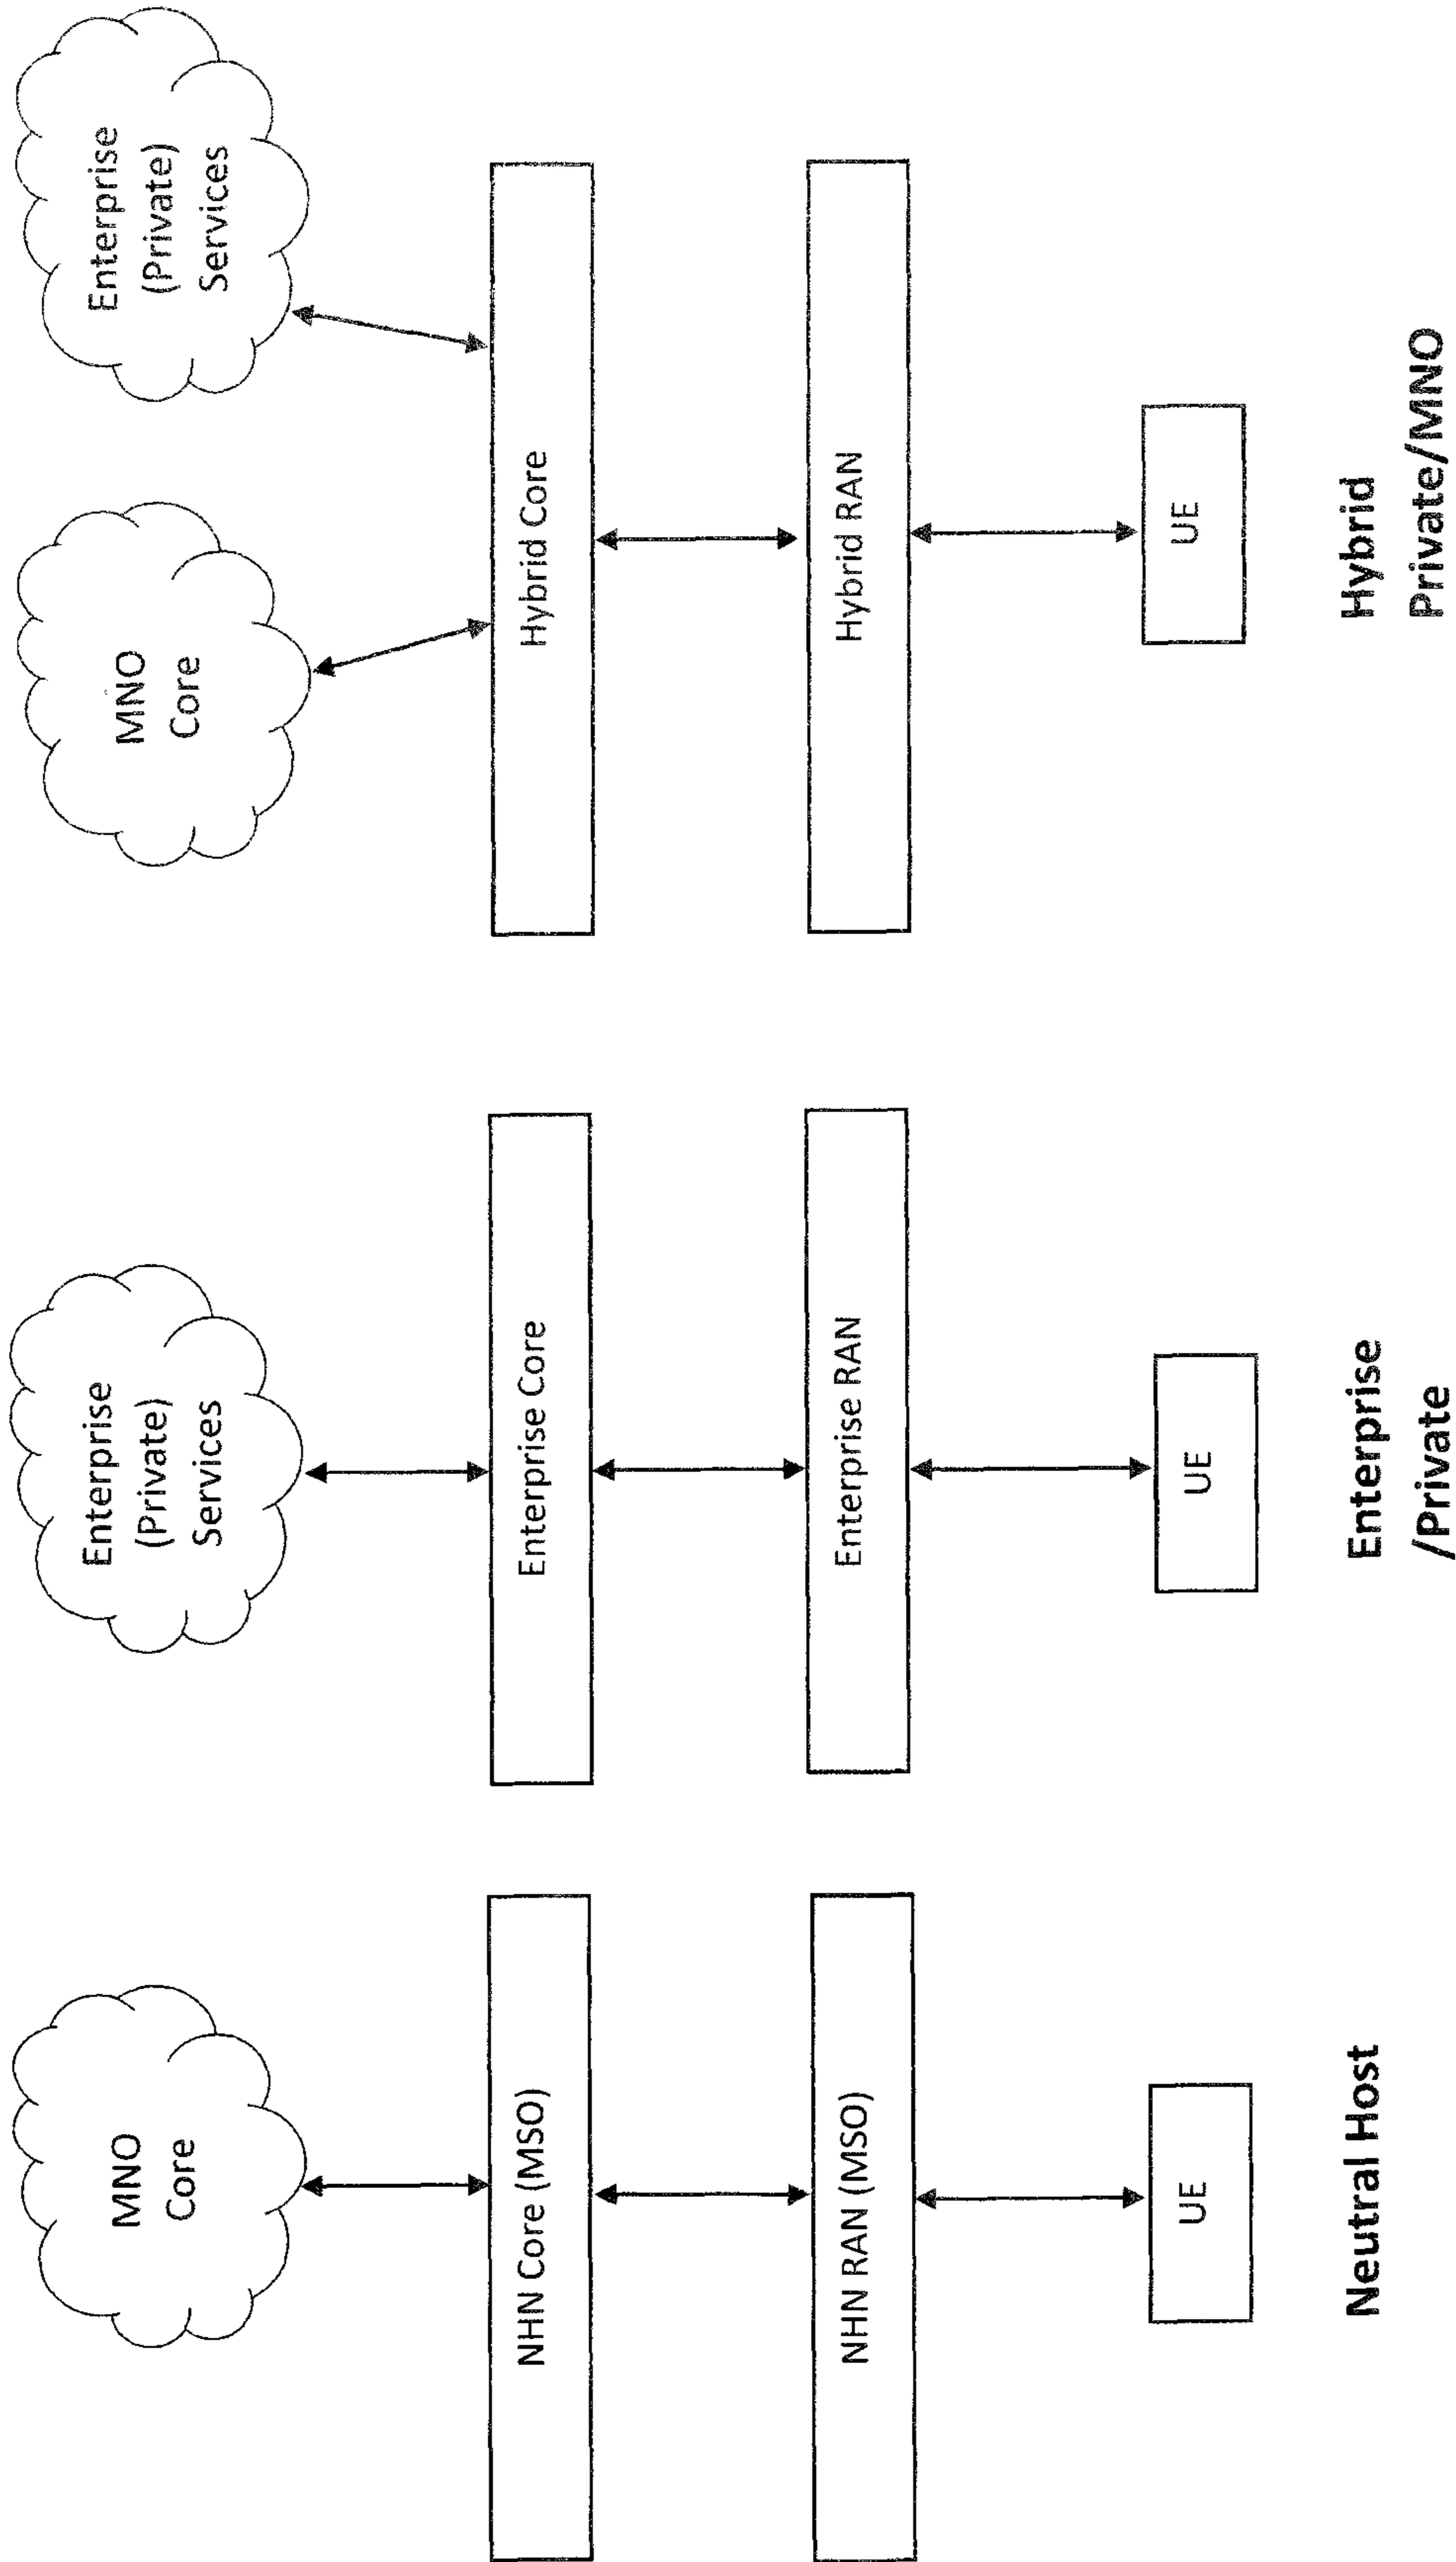 MNO
Core
NHN Core (MSO)
NHN RAN (MSO)
UE
Neutral Host
Enterprise
(Private)
Services
Enterprise Core
Enterprise RAN
UE
Enterprise
/Private
MNO
Core
Enterprise
(Private)
Services
Hybrid Core
Hybrid RAN
UE
Hybrid
Private/MNO